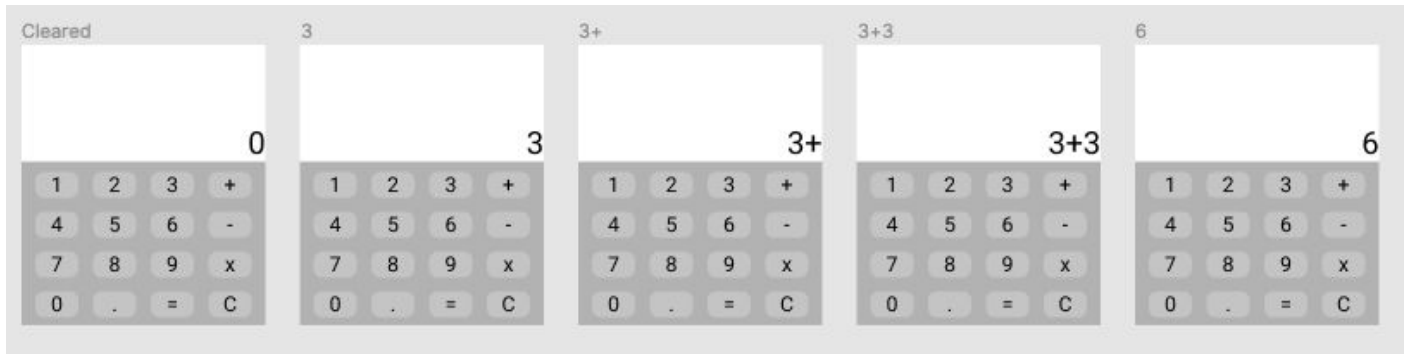 Cleared
0
1 2 3 +
4 5 6 -
7 8 9 x
0 . = C
3
3
1 2 3 +
4 5 6 -
7 8 9 x
0 . = C
3+
3+
1 2 3 +
4 5 6 -
7 8 9 x
0 . = C
3+3
3+3
1 2 3 +
4 5 6 -
7 8 9 x
0 . = C
6
6
1 2 3 +
4 5 6 -
7 8 9 x
0 . = C